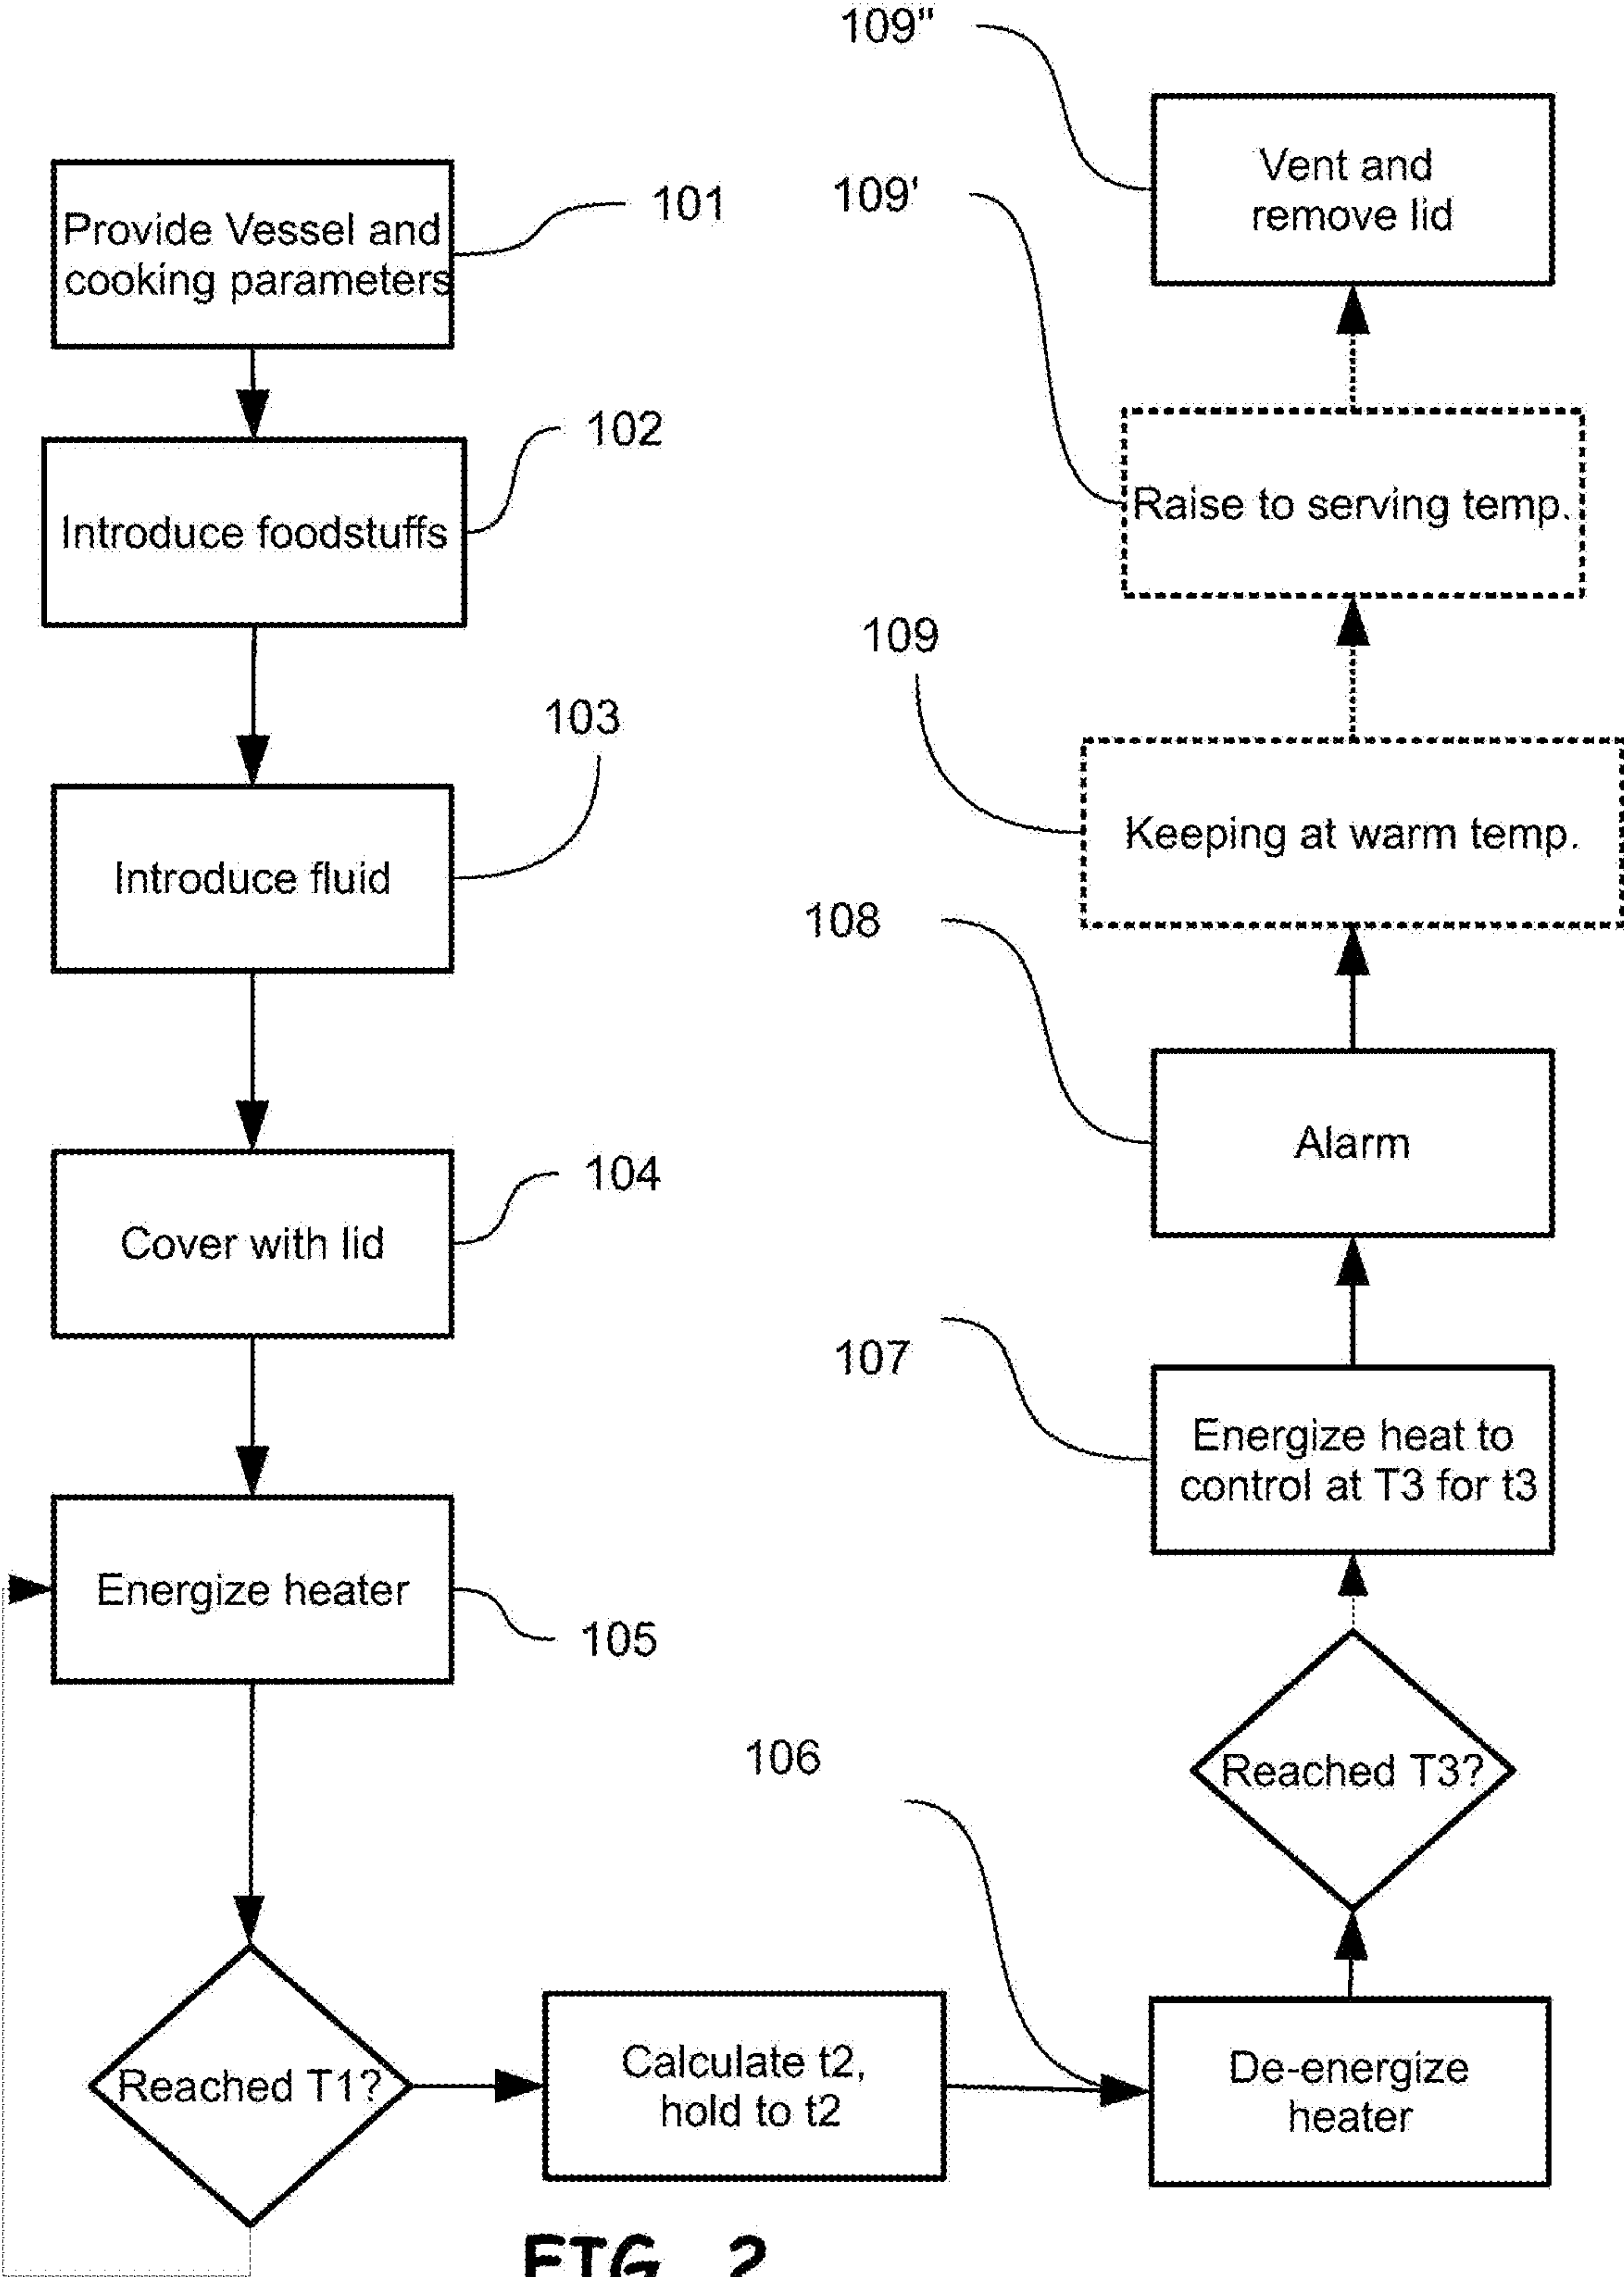 109"
Vent and
remove lid
109'
Provide Vessel and
cooking parameters
101
Raise to serving temp.
102
Introduce foodstuffs
109
Keeping at warm temp.
103
Introduce fluid
108
Alarm
104
Cover with lid
107
Energize heat to
control at T3 for t3
Energize heater
105
106
Reached T3?
Reached T1?
Calculate t2,
hold to t2
De-energize
heater
FIG. 2